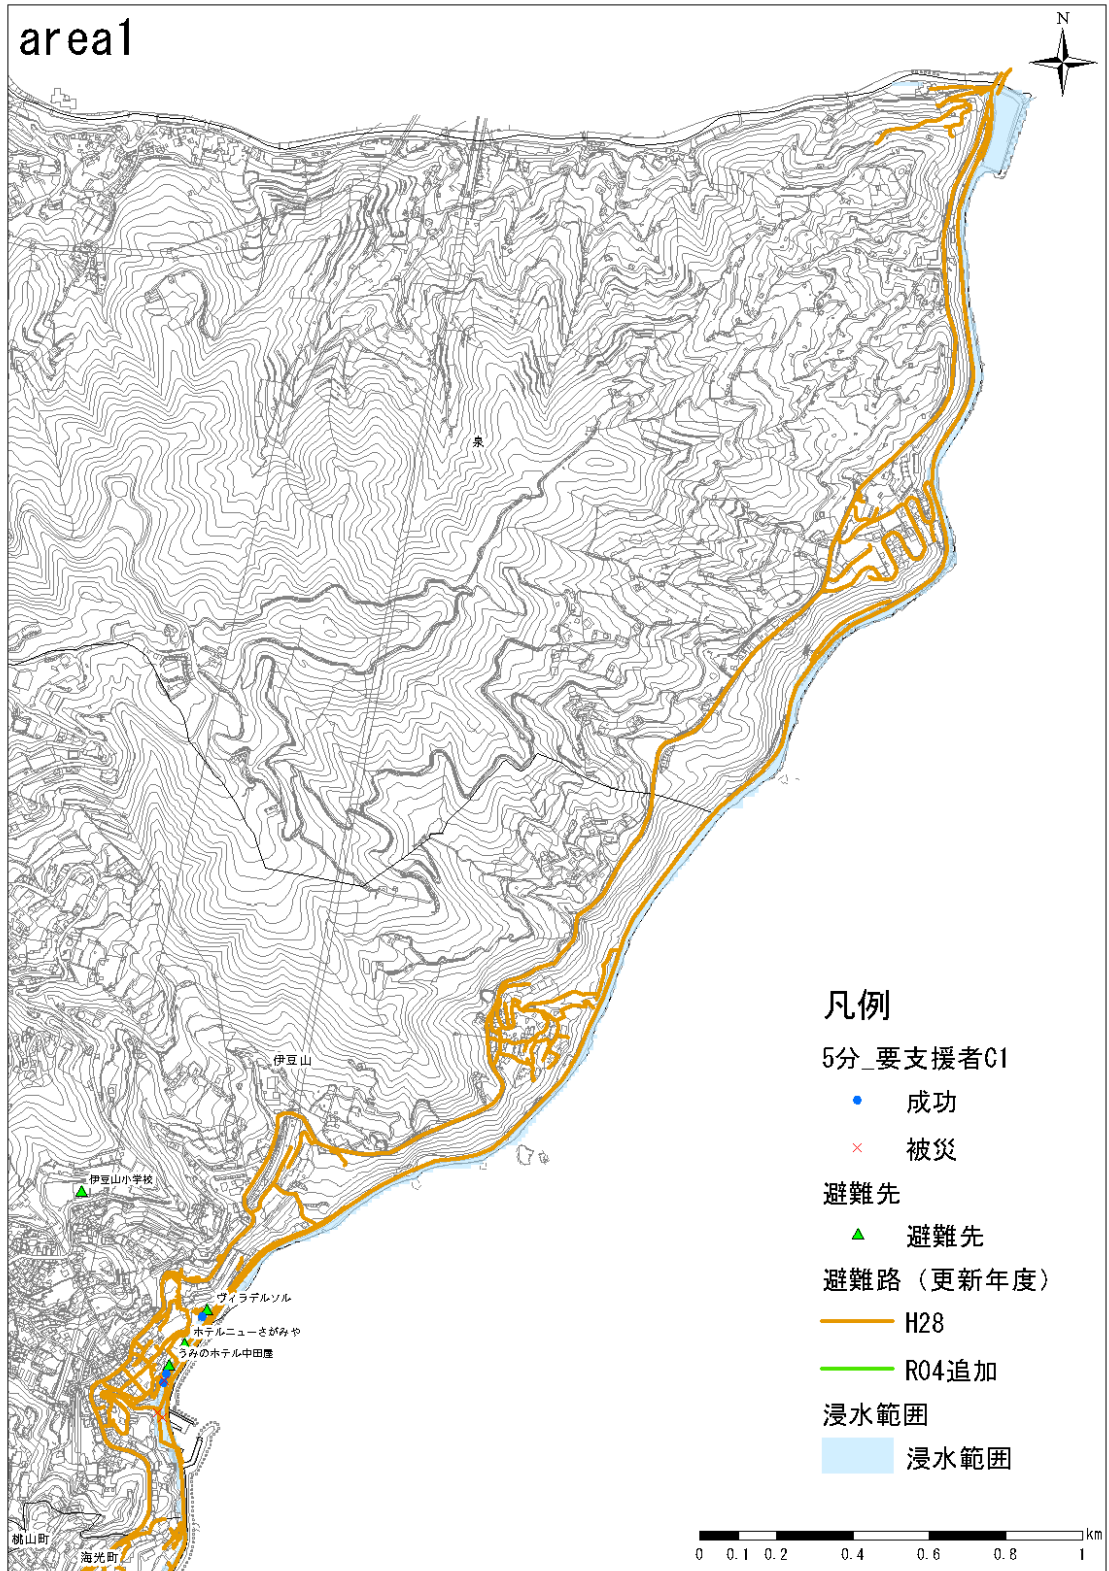 area1
N
泉
伊豆山
伊豆山小学校
ヴィラデルソル
ホテルニューさがみや
うみのホテル中田屋
桃山町
海光町
凡例
5分_要支援者C1
成功
被災
避難先
避難先
避難路（更新年度）
H28
R04追加
浸水範囲
浸水範囲
km
0 0.1 0.2 0.4 0.6 0.8 1